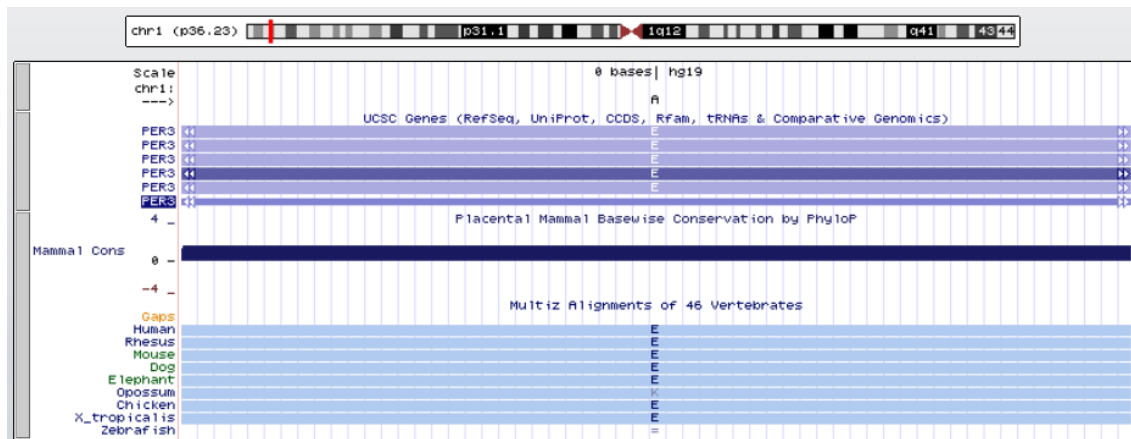 chr1 (p36.23) p31.1 1q12 q41 43 44
Scale 0 bases| hg19
chr1:
---> A
UCSC Genes (RefSeq, UniProt, CCDS, Rfam, tRNAs & Comparative Genomics)
PER3 E
PER3 E
PER3 E
PER3 E
PER3 E
PER3
4 _ Placental Mammal Basewise Conservation by PhyloP
Mammal Cons
0 -
-4 _
Multiz Alignments of 46 Vertebrates
Gaps
Human E
Rhesus E
Mouse E
Dog E
Elephant E
Opossum K
Chicken E
X_tropicalis E
Zebrafish =